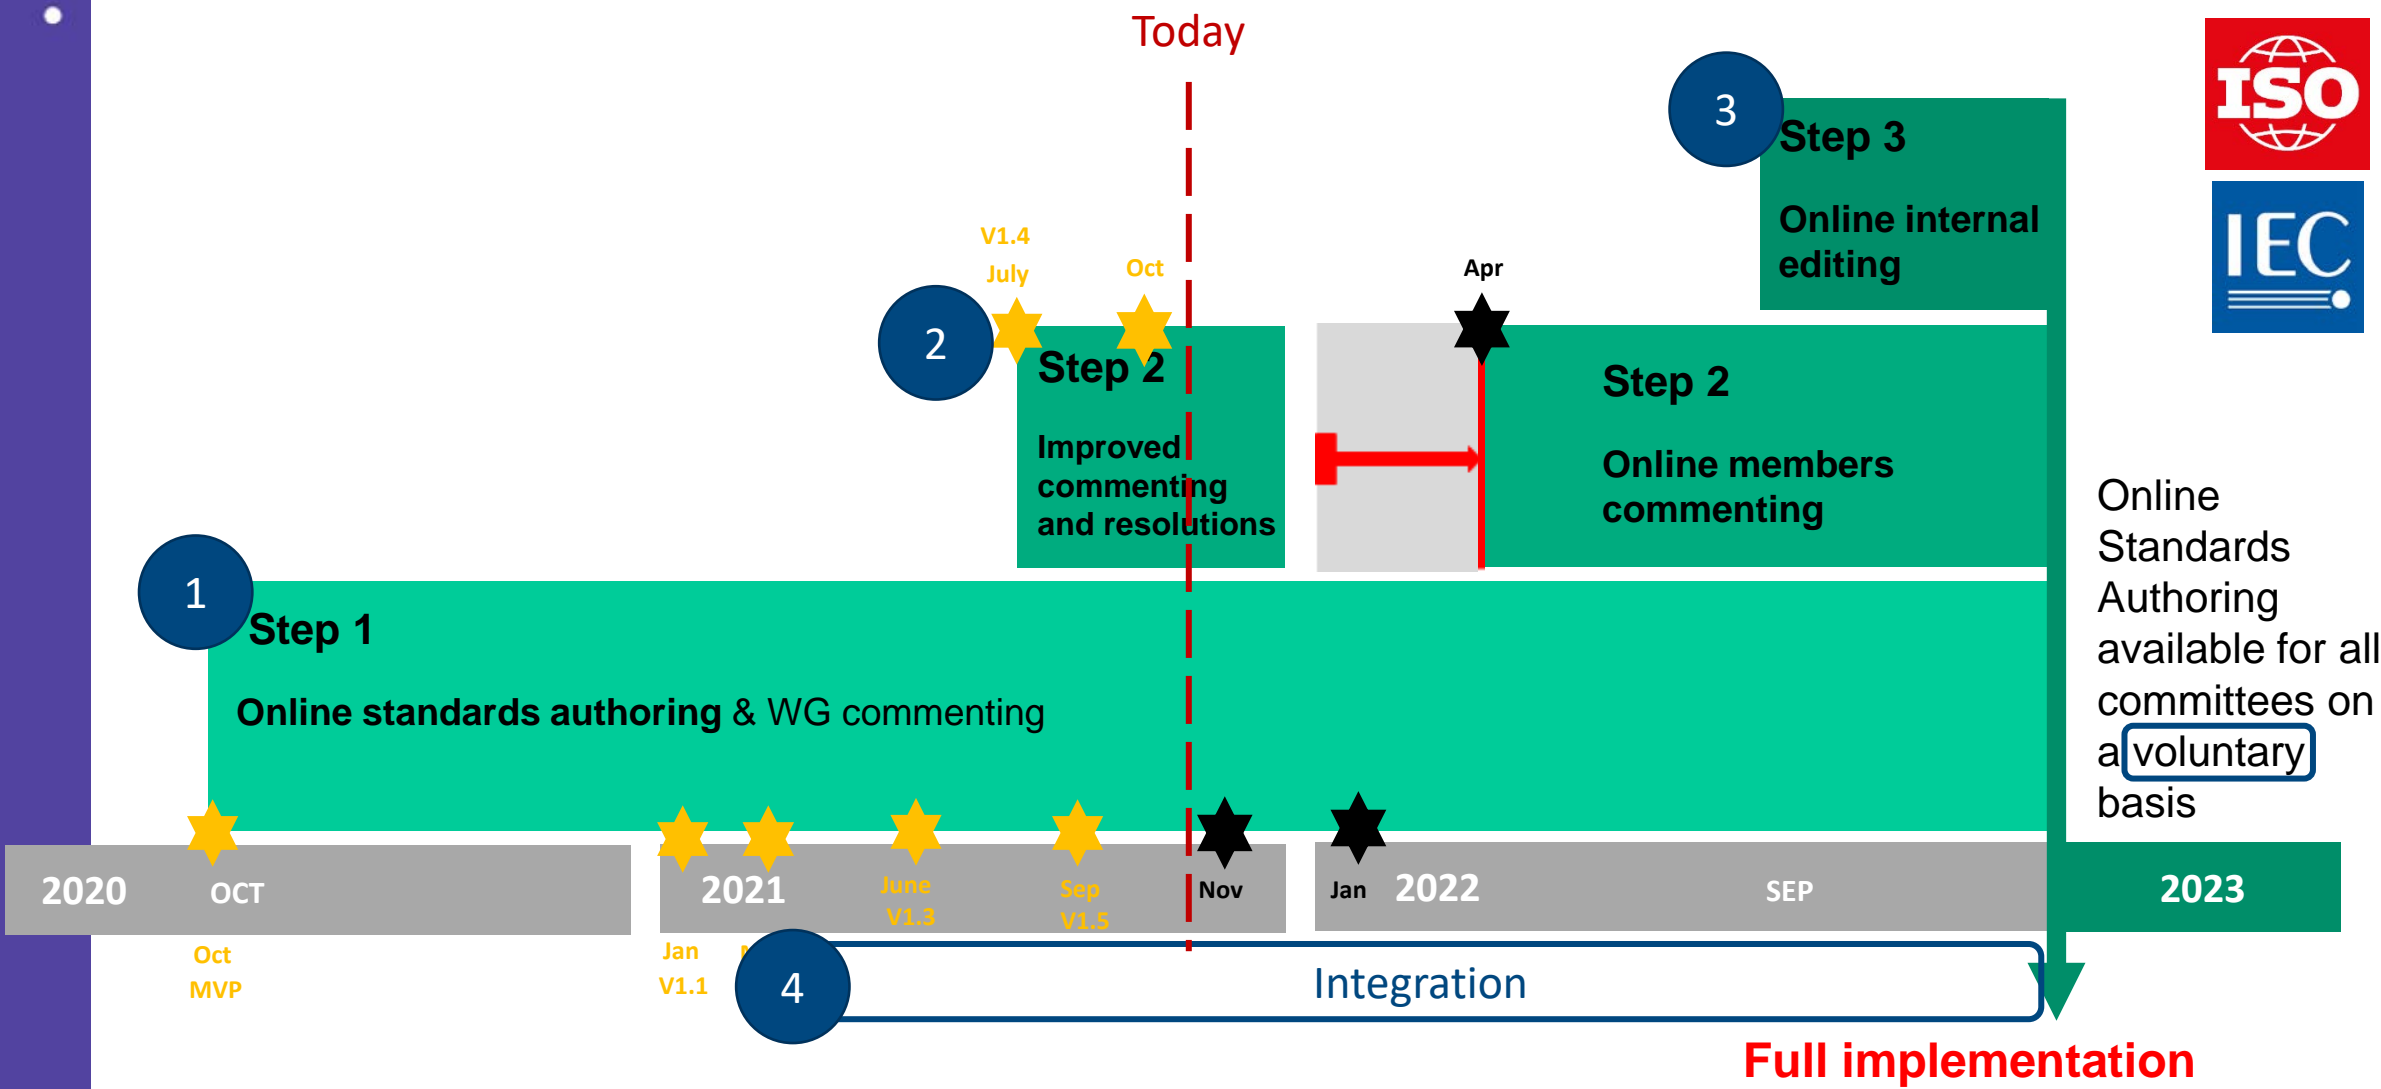 Today
ISO
IEC
3
Step 3
Online internal
editing
V1.4
July
Oct
Apr
2
Step 2
Improved
commenting
and resolutions
Step 2
Online members
commenting
1
Step 1
Online standards authoring & WG commenting
Online
Standards
Authoring
available for all
committees on
a voluntary
basis
2020
OCT
2021
June
V1.3
Sep
V1.5
Nov
Jan
2022
SEP
2023
Oct
MVP
Jan
V1.1
4
Integration
Full implementation